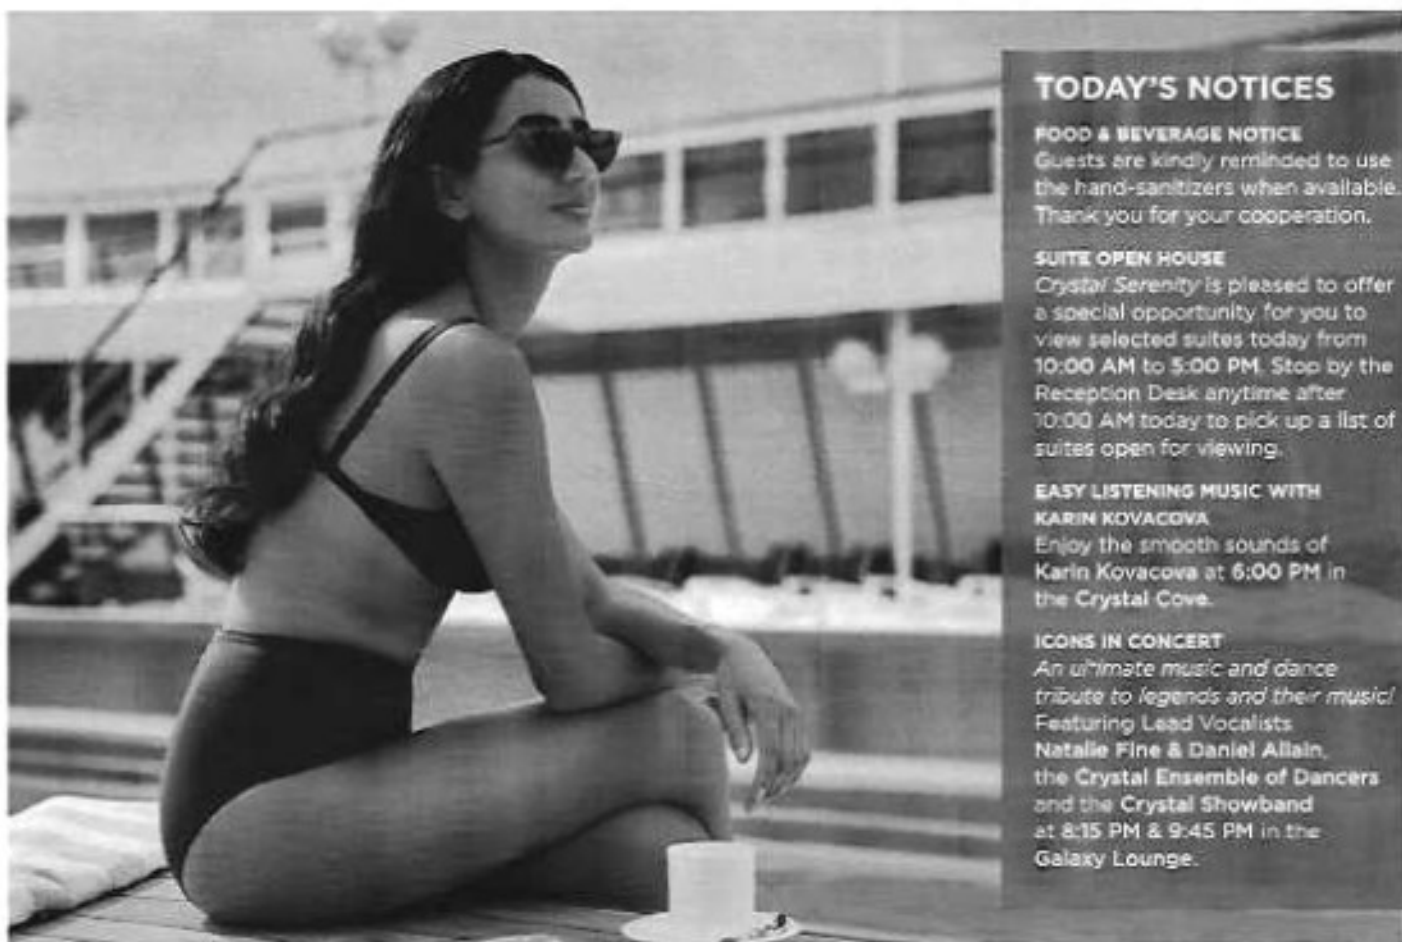 TODAY'S NOTICES
FOOD & BEVERAGE NOTICE
Guests are kindly reminded to use
the hand-sanitizers when available.
Thank you for your cooperation.
SUITE OPEN HOUSE
Crystal Serenity is pleased to offer
a special opportunity for you to
view selected suites today from
10:00 AM to 5:00 PM. Stop by the
Reception Desk anytime after
10:00 AM today to pick up a list of
suites open for viewing.
EASY LISTENING MUSIC WITH
KARIN KOVACOVA
Enjoy the smooth sounds of
Karin Kovacova at 6:00 PM in
the Crystal Cove.
ICONS IN CONCERT
An ultimate music and dance
tribute to legends and their music!
Featuring Lead Vocalists
Natalie Fine & Daniel Allain,
the Crystal Ensemble of Dancers
and the Crystal Showband
at 8:15 PM & 9:45 PM in the
Galaxy Lounge.